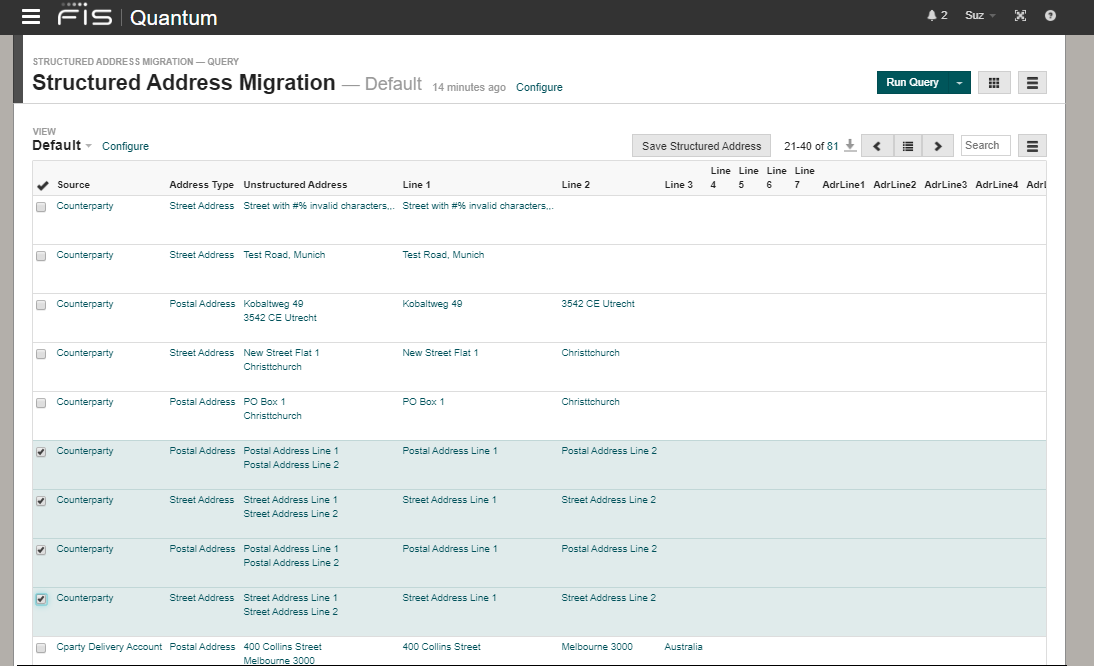 FIS Quantum 2 Suz ?
STRUCTURED ADDRESS MIGRATION — QUERY
Structured Address Migration — Default 14 minutes ago Configure Run Query
VIEW
Default Configure Save Structured Address 21-40 of 81 Search
Source Address Type Unstructured Address Line 1 Line 2 Line 3 Line 4 Line 5 Line 6 Line 7 AdrLine1 AdrLine2 AdrLine3 AdrLine4
Counterparty Street Address Street with #% invalid characters,.. Street with #% invalid characters,..
Counterparty Street Address Test Road, Munich Test Road, Munich
Counterparty Postal Address Kobaltweg 49 Kobaltweg 49 3542 CE Utrecht
3542 CE Utrecht
Counterparty Street Address New Street Flat 1 New Street Flat 1 Christtchurch
Christtchurch
Counterparty Postal Address PO Box 1 PO Box 1 Christtchurch
Christtchurch
Counterparty Postal Address Postal Address Line 1 Postal Address Line 1 Postal Address Line 2
Postal Address Line 2
Counterparty Street Address Street Address Line 1 Street Address Line 1 Street Address Line 2
Street Address Line 2
Counterparty Postal Address Postal Address Line 1 Postal Address Line 1 Postal Address Line 2
Postal Address Line 2
Counterparty Street Address Street Address Line 1 Street Address Line 1 Street Address Line 2
Street Address Line 2
Cparty Delivery Account Postal Address 400 Collins Street 400 Collins Street Melbourne 3000 Australia
Melbourne 3000